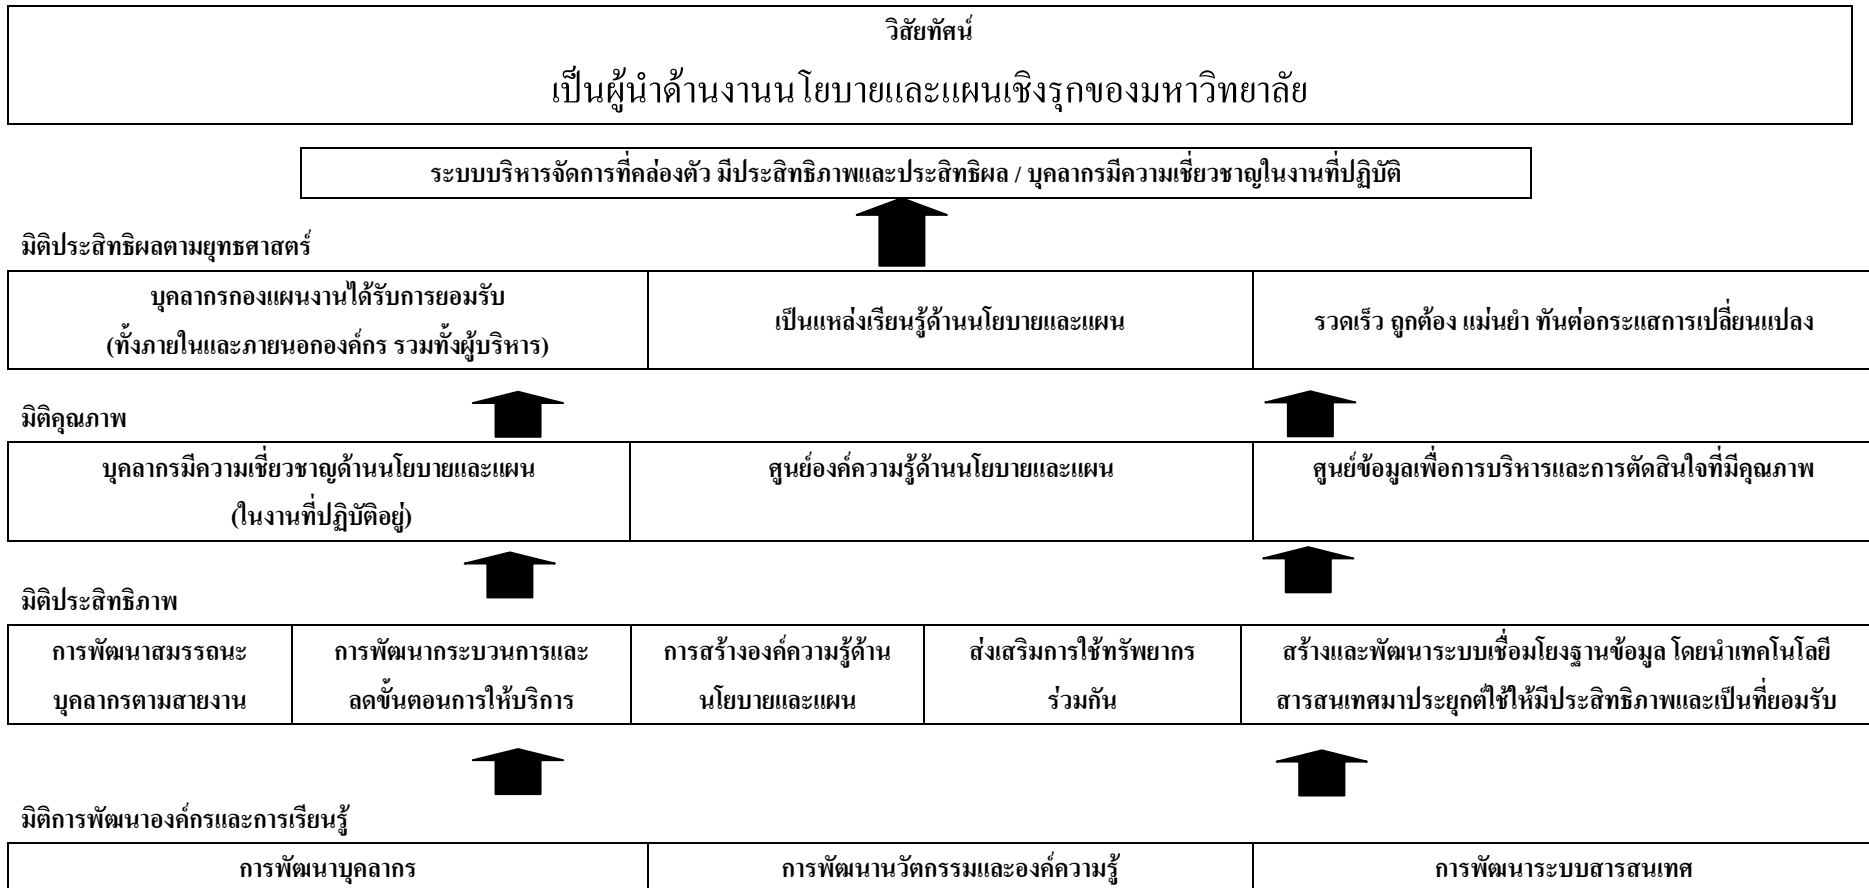 วิสัยทัศน์
เป็นผู้นำด้านงานนโยบายและแผนเชิงรุกของมหาวิทยาลัย
ระบบบริหารจัดการที่คล่องตัว มีประสิทธิภาพและประสิทธิผล / บุคลากรมีความเชี่ยวชาญในงานที่ปฏิบัติ
มิติประสิทธิผลตามยุทธศาสตร์
บุคลากรกองแผนงานได้รับการยอมรับ
(ทั้งภายในและภายนอกองค์กร รวมทั้งผู้บริหาร)
เป็นแหล่งเรียนรู้ด้านนโยบายและแผน
รวดเร็ว ถูกต้อง แม่นยำ ทันต่อกระแสการเปลี่ยนแปลง
มิติคุณภาพ
บุคลากรมีความเชี่ยวชาญด้านนโยบายและแผน
(ในงานที่ปฏิบัติอยู่)
ศูนย์องค์ความรู้ด้านนโยบายและแผน
ศูนย์ข้อมูลเพื่อการบริหารและการตัดสินใจที่มีคุณภาพ
มิติประสิทธิภาพ
การพัฒนาสมรรถนะ
บุคลากรตามสายงาน
การพัฒนากระบวนการและ
ลดขั้นตอนการให้บริการ
การสร้างองค์ความรู้ด้าน
นโยบายและแผน
ส่งเสริมการใช้ทรัพยากร
ร่วมกัน
สร้างและพัฒนาระบบเชื่อมโยงฐานข้อมูล โดยนำเทคโนโลยี
สารสนเทศมาประยุกต์ใช้ให้มีประสิทธิภาพและเป็นที่ยอมรับ
มิติการพัฒนาองค์กรและการเรียนรู้
การพัฒนาบุคลากร
การพัฒนานวัตกรรมและองค์ความรู้
การพัฒนาระบบสารสนเทศ